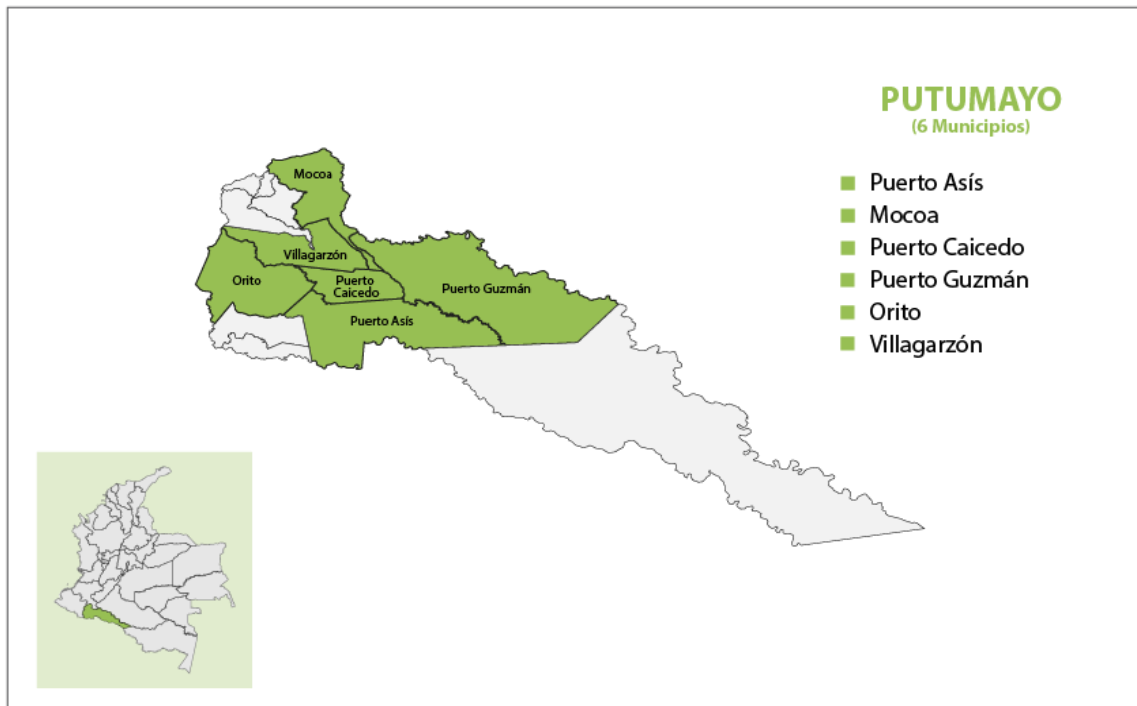 PUTUMAYO
(6 Municipios)
Puerto Asís
Mocoa
Puerto Caicedo
Puerto Guzmán
Orito
Villagarzón
Mocoa
Villagarzón
Orito
Puerto
Caicedo
Puerto Guzmán
Puerto Asís